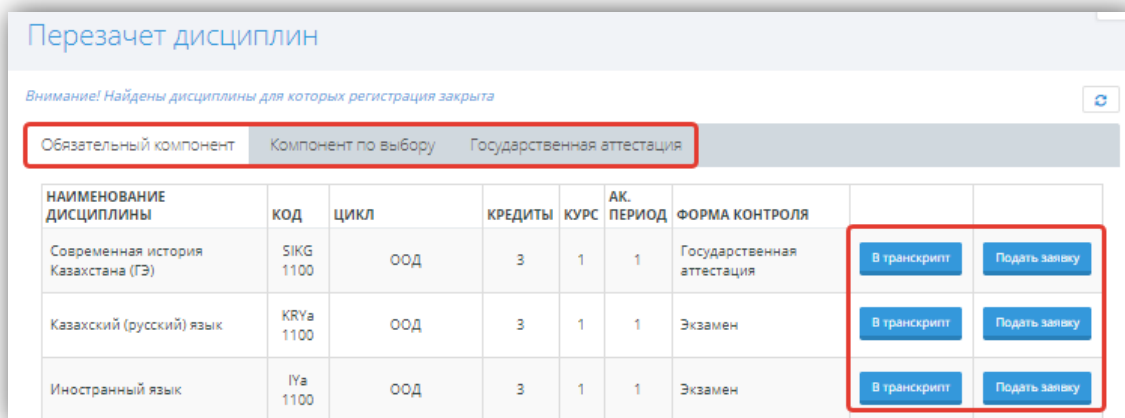 Перезачет дисциплин
Внимание! Найдены дисциплины для которых регистрация закрыта
Обязательный компонент Компонент по выбору Государственная аттестация
НАИМЕНОВАНИЕ ДИСЦИПЛИНЫ КОД ЦИКЛ КРЕДИТЫ КУРС АК. ПЕРИОД ФОРМА КОНТРОЛЯ
Современная история Казахстана (ГЭ) SIKG 1100 ООД 3 1 1 Государственная аттестация В транскрипт Подать заявку
Казахский (русский) язык KRYa 1100 ООД 3 1 1 Экзамен В транскрипт Подать заявку
Иностранный язык IYa 1100 ООД 3 1 1 Экзамен В транскрипт Подать заявку